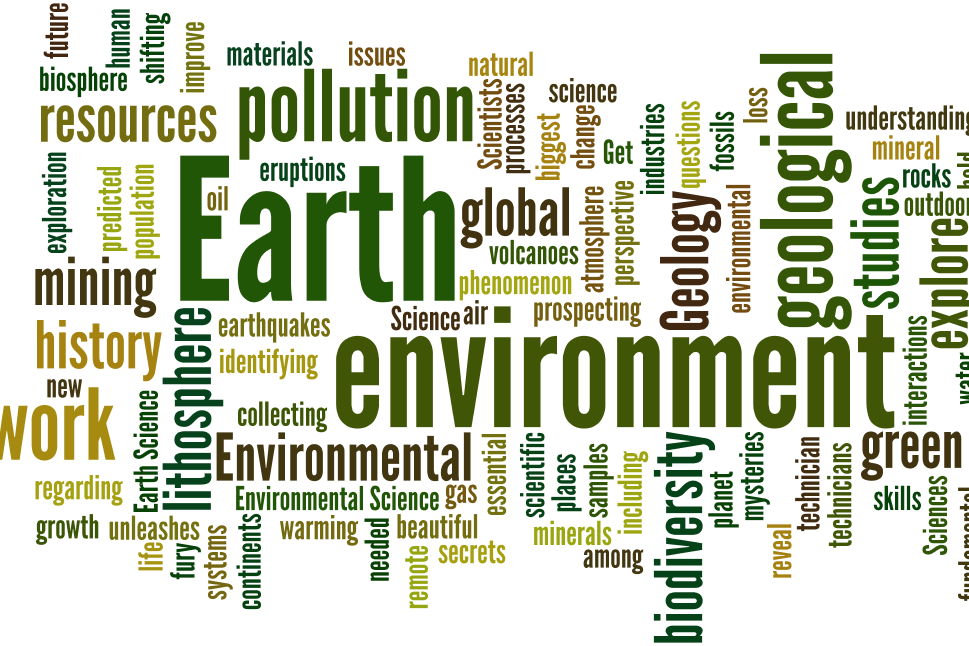 future
human
shifting
improve
materials
issues
natural
biosphere
resources
pollution
Scientists
processes
science
biggest
change
Get
industries
questions
fossils
loss
geological
understanding
mineral
rocks
outdoor
exploration
predicted
population
eruptions
oil
Earth
global
volcanoes
phenomenon
atmosphere
perspective
Geology
environmental
studies
explore
mining
history
new
work
lithosphere
earthquakes
identifying
Science
air
prospecting
environment
interactions
water
collecting
Earth Science
Environmental
Environmental Science
gas
essential
scientific
places
samples
including
biodiversity
planet
mysteries
technician
technicians
green
skills
Sciences
fundamental
regarding
growth
unleashes
life
fury
systems
continents
warming
needed
beautiful
remote
secrets
minerals
among
reveal